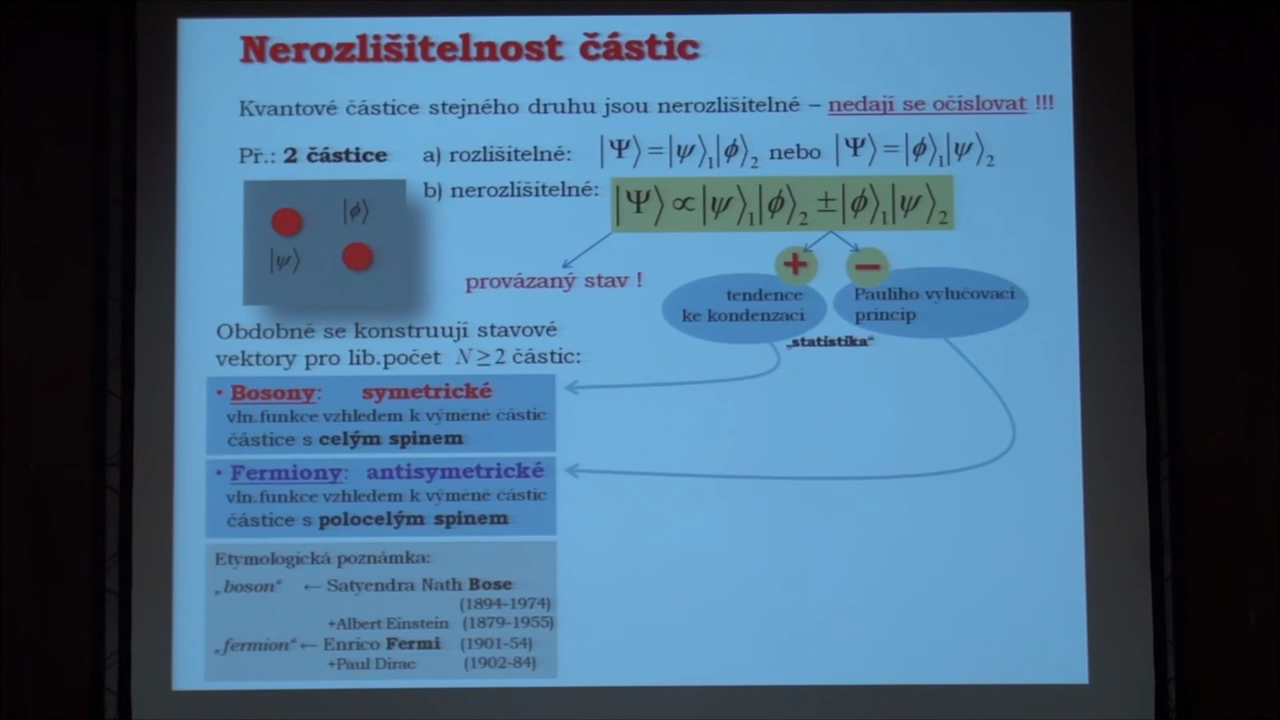 Nerozlišitelnost částic
Kvantové částice stejného druhu jsou nerozlišitelné – nedají se očíslovat !!!
Př.: 2 částice a) rozlišitelné: |Ψ⟩=|ψ⟩₁|ϕ⟩₂ nebo |Ψ⟩=|ϕ⟩₁|ψ⟩₂
b) nerozlišitelné: |Ψ⟩∝|ψ⟩₁|ϕ⟩₂±|ϕ⟩₁|ψ⟩₂
|ϕ⟩
|ψ⟩
provázaný stav !
+ –
tendence
ke kondenzaci
Pauliho vylučovací
princip
„statistika“
Obdobně se konstruují stavové
vektory pro lib.počet N≥2 částic:
• Bosony: symetrické
vln.funkce vzhledem k výměně částic
částice s celým spinem
• Fermiony: antisymetrické
vln.funkce vzhledem k výměně částic
částice s polocelým spinem
Etymologická poznámka:
„boson“ ← Satyendra Nath Bose
(1894-1974)
+Albert Einstein (1879-1955)
„fermion“ ← Enrico Fermi (1901-54)
+Paul Dirac (1902-84)